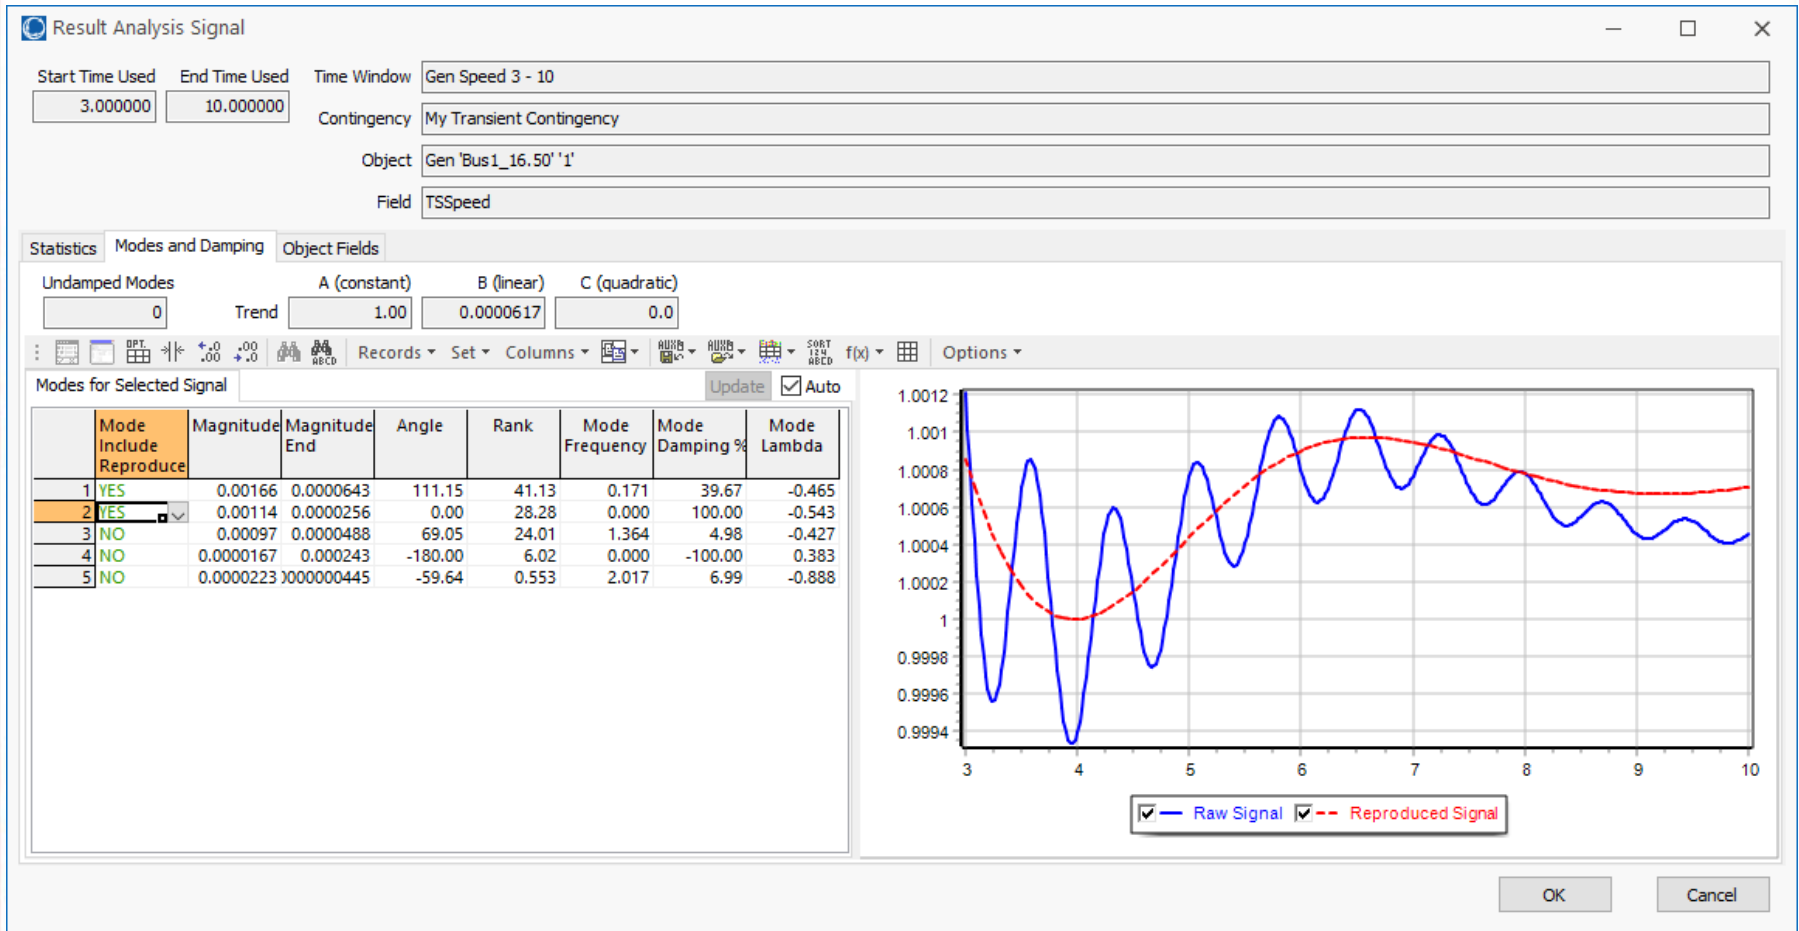 Result Analysis Signal
Start Time Used End Time Used Time Window Gen Speed 3 - 10
3.000000 10.000000
Contingency My Transient Contingency
Object Gen 'Bus1_16.50' '1'
Field TSSpeed
Statistics Modes and Damping Object Fields
Undamped Modes A (constant) B (linear) C (quadratic)
0 Trend 1.00 0.0000617 0.0
Records Set Columns f(x) Options
Modes for Selected Signal Update Auto
Mode Include Reproduce Magnitude Magnitude End Angle Rank Mode Frequency Mode Damping % Mode Lambda
1 YES 0.00166 0.0000643 111.15 41.13 0.171 39.67 -0.465
2 YES 0.00114 0.0000256 0.00 28.28 0.000 100.00 -0.543
3 NO 0.00097 0.0000488 69.05 24.01 1.364 4.98 -0.427
4 NO 0.0000167 0.000243 -180.00 6.02 0.000 -100.00 0.383
5 NO 0.0000223 0000000445 -59.64 0.553 2.017 6.99 -0.888
1.0012
1.001
1.0008
1.0006
1.0004
1.0002
1
0.9998
0.9996
0.9994
3 4 5 6 7 8 9 10
Raw Signal Reproduced Signal
OK Cancel